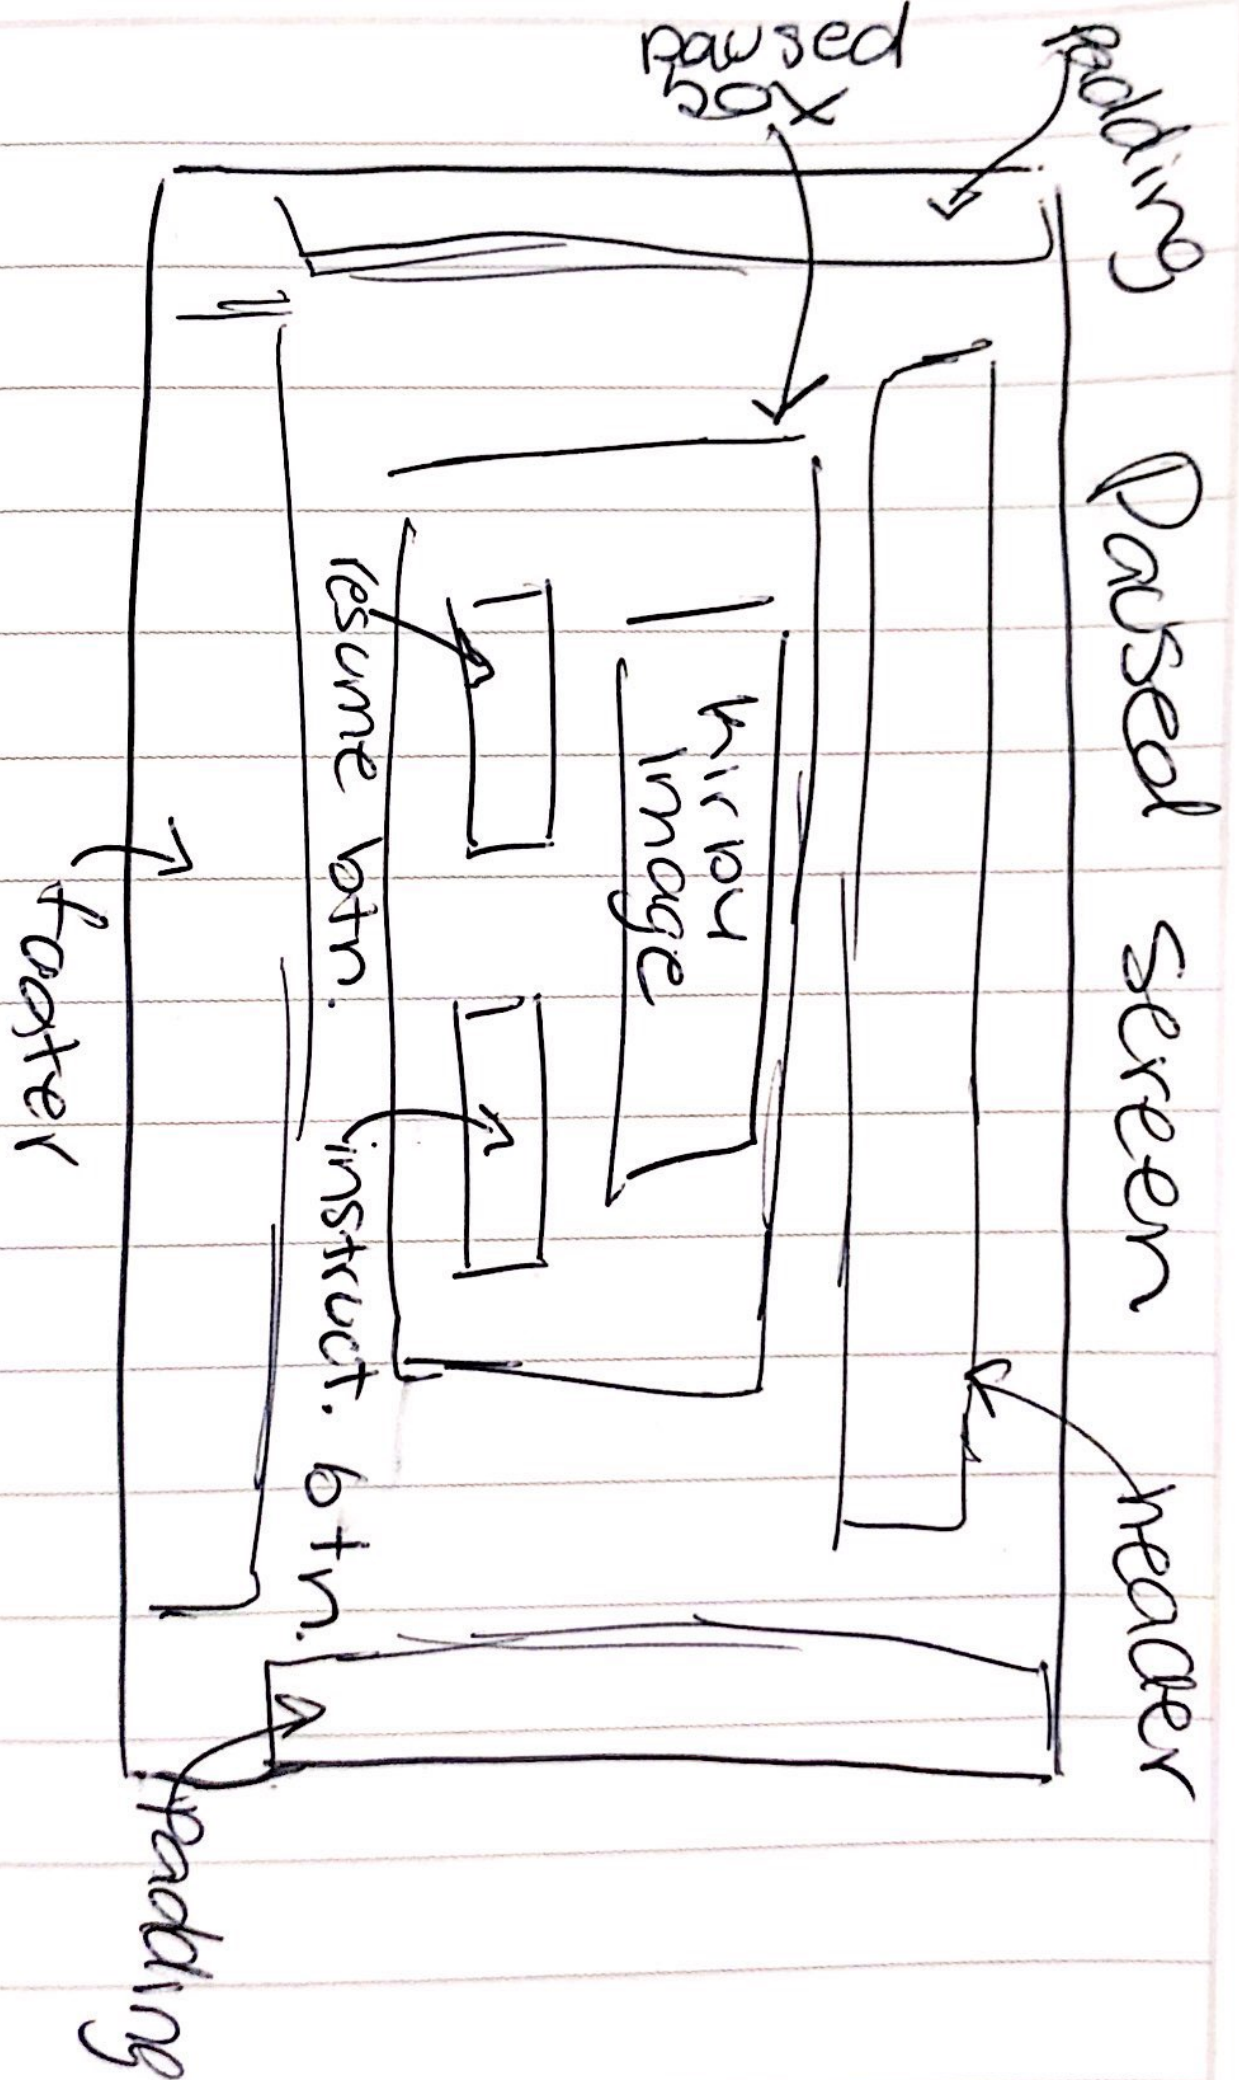 Paused screen
padding
header
paused
box
kirby
image
resume btn.
instruct. btn.
footer
padding